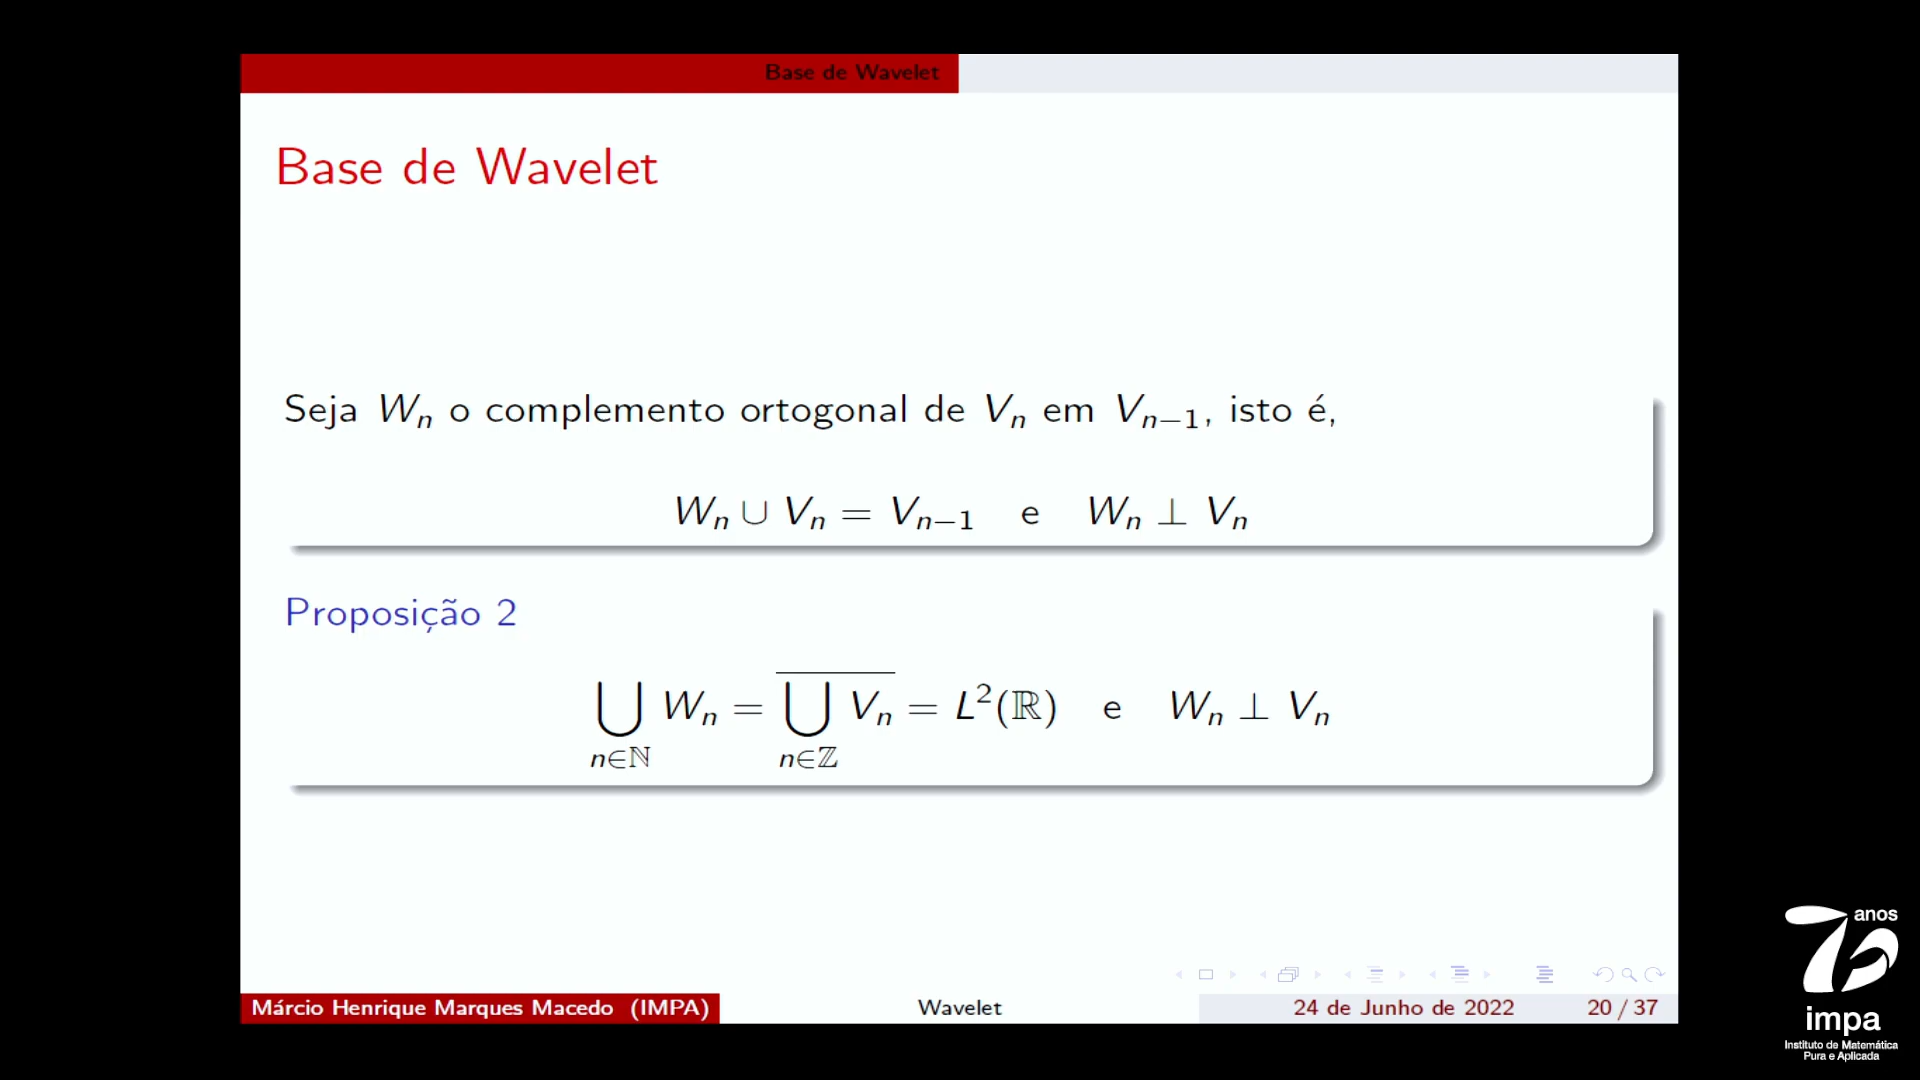 Base de Wavelet
Base de Wavelet
Seja Wₙ o complemento ortogonal de Vₙ em Vₙ₋₁, isto é,
Wₙ ∪ Vₙ = Vₙ₋₁ e Wₙ ⊥ Vₙ
Proposição 2
⋃_{n∈ℕ} Wₙ = \overline{⋃_{n∈ℤ} Vₙ} = L²(ℝ) e Wₙ ⊥ Vₙ
Márcio Henrique Marques Macedo (IMPA) Wavelet 24 de Junho de 2022 20 / 37
70 anos
impa
Instituto de Matemática
Pura e Aplicada